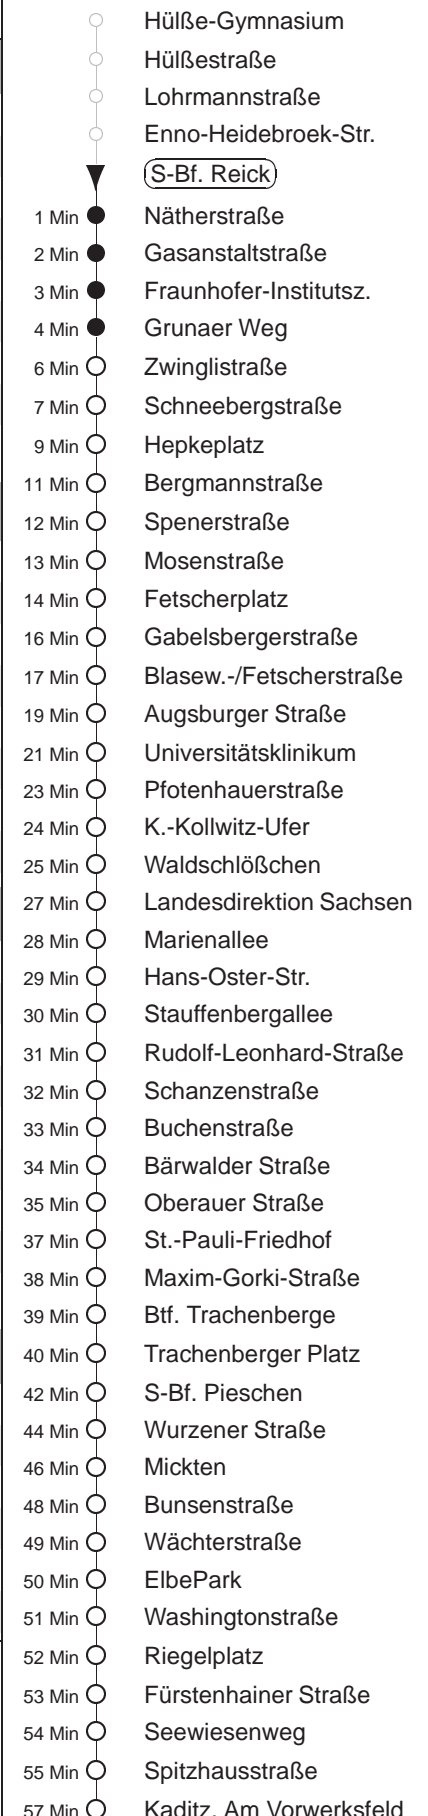 Hülße-Gymnasium
Hülßestraße
Lohrmannstraße
Enno-Heidebroek-Str.
S-Bf. Reick
1 Min Nätherstraße
2 Min Gasanstaltstraße
3 Min Fraunhofer-Institutsz.
4 Min Grunaer Weg
6 Min Zwinglistraße
7 Min Schneebergstraße
9 Min Hepkeplatz
11 Min Bergmannstraße
12 Min Spenerstraße
13 Min Mosenstraße
14 Min Fetscherplatz
16 Min Gabelsbergerstraße
17 Min Blasew.-/Fetscherstraße
19 Min Augsburger Straße
21 Min Universitätsklinikum
23 Min Pfotenhauerstraße
24 Min K.-Kollwitz-Ufer
25 Min Waldschlößchen
27 Min Landesdirektion Sachsen
28 Min Marienallee
29 Min Hans-Oster-Str.
30 Min Stauffenbergallee
31 Min Rudolf-Leonhard-Straße
32 Min Schanzenstraße
33 Min Buchenstraße
34 Min Bärwalder Straße
35 Min Oberauer Straße
37 Min St.-Pauli-Friedhof
38 Min Maxim-Gorki-Straße
39 Min Btf. Trachenberge
40 Min Trachenberger Platz
42 Min S-Bf. Pieschen
44 Min Wurzener Straße
46 Min Mickten
48 Min Bunsenstraße
49 Min Wächterstraße
50 Min ElbePark
51 Min Washingtonstraße
52 Min Riegelplatz
53 Min Fürstenhainer Straße
54 Min Seewiesenweg
55 Min Spitzhausstraße
57 Min Kaditz, Am Vorwerksfeld